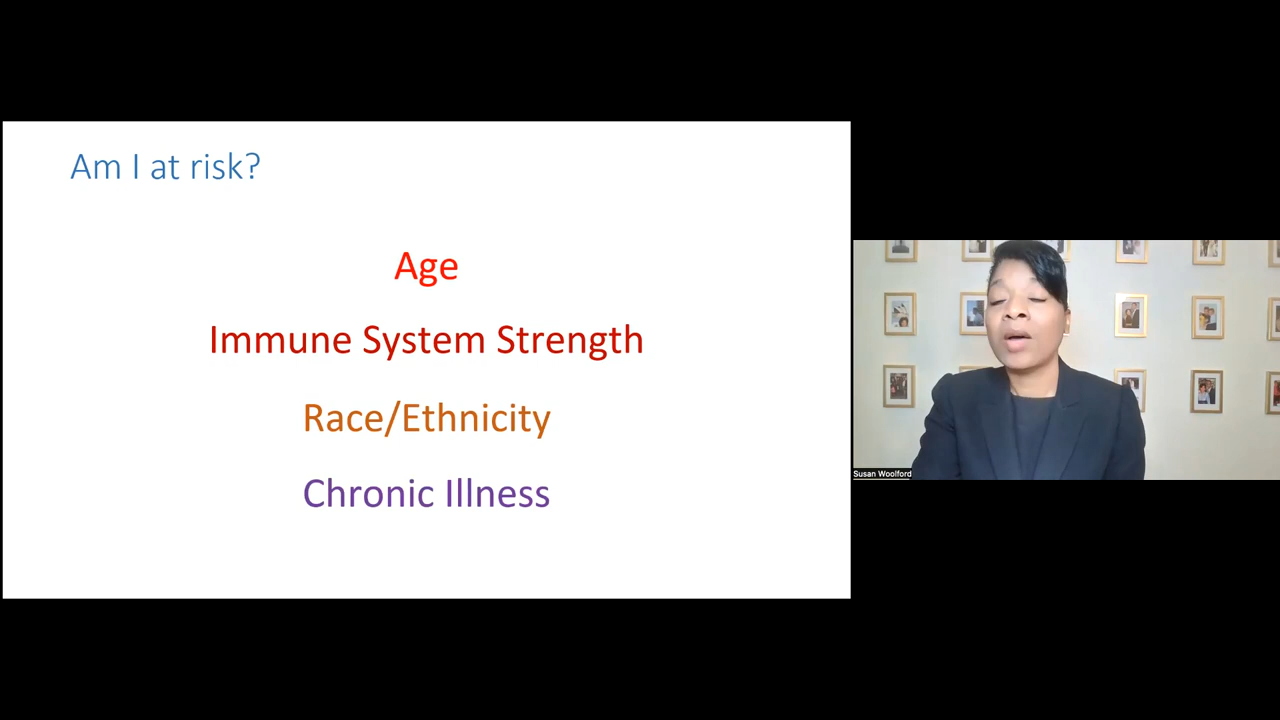 Am I at risk?
Age
Immune System Strength
Race/Ethnicity
Chronic Illness
Susan Woolford